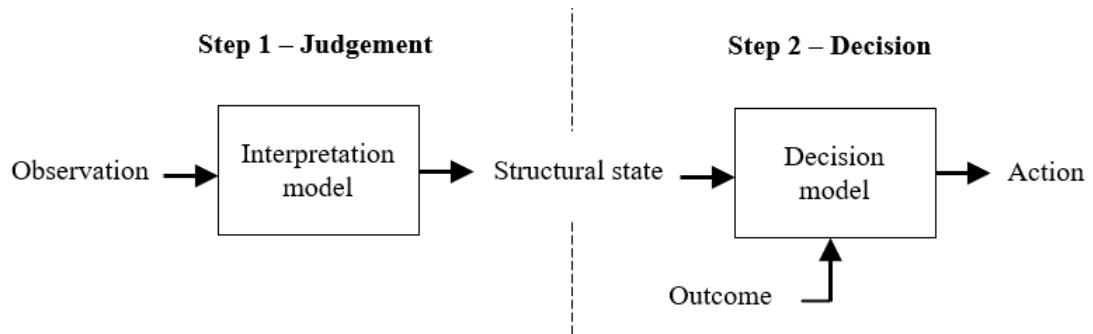 Step 1 – Judgement
Step 2 – Decision
Observation
Interpretation
model
Structural state
Decision
model
Action
Outcome